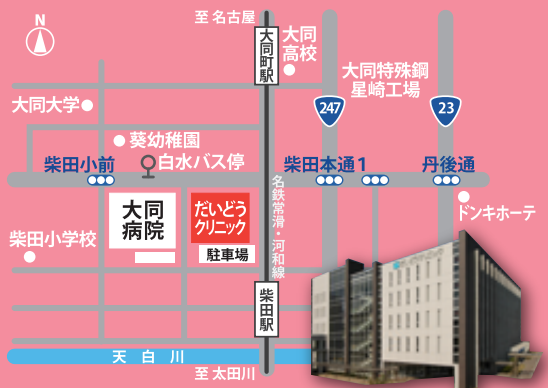 至 名古屋
N
大同町駅
大同
高校
大同特殊鋼
星崎工場
大同大学
247
23
葵幼稚園
柴田小前
白水バス停
柴田本通1
丹後通
名鉄常滑・河和線
大同
病院
だいどう
クリニック
ドンキホーテ
柴田小学校
駐車場
柴田駅
天白川
至 太田川